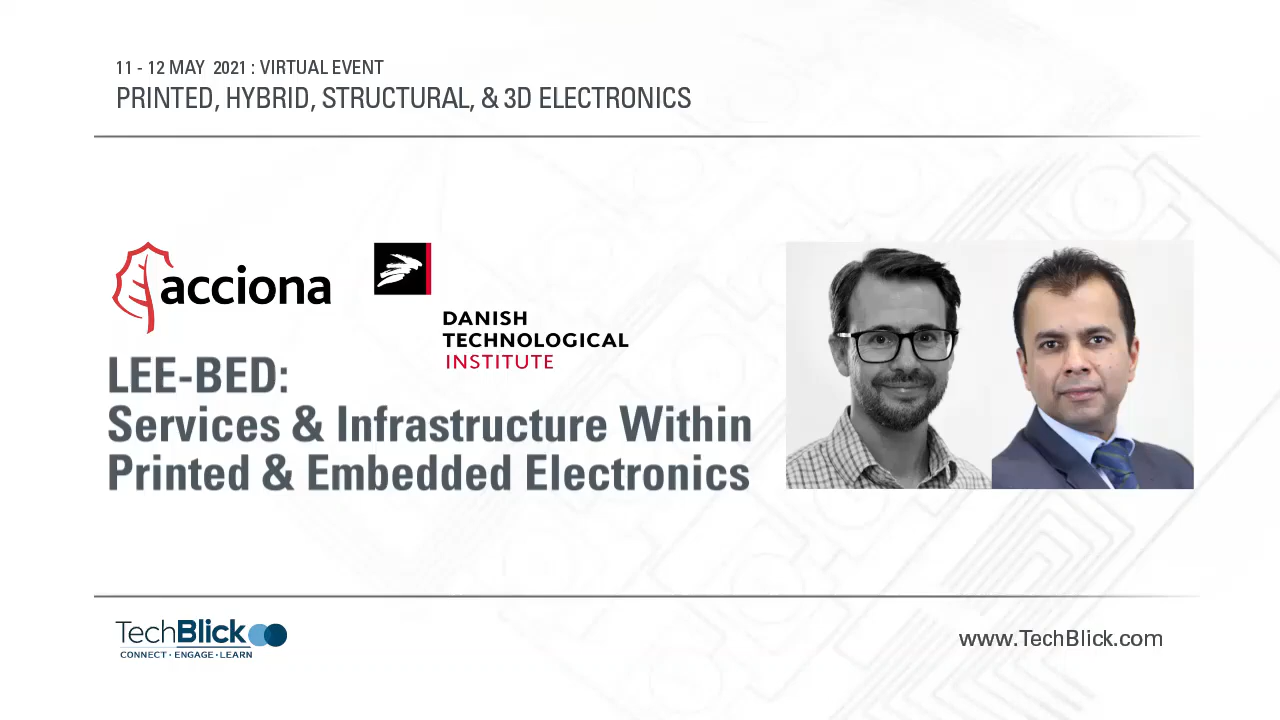 11 - 12 MAY 2021 : VIRTUAL EVENT
PRINTED, HYBRID, STRUCTURAL, & 3D ELECTRONICS
acciona
DANISH
TECHNOLOGICAL
INSTITUTE
LEE-BED:
Services & Infrastructure Within
Printed & Embedded Electronics
TechBlick
CONNECT · ENGAGE · LEARN
www.TechBlick.com